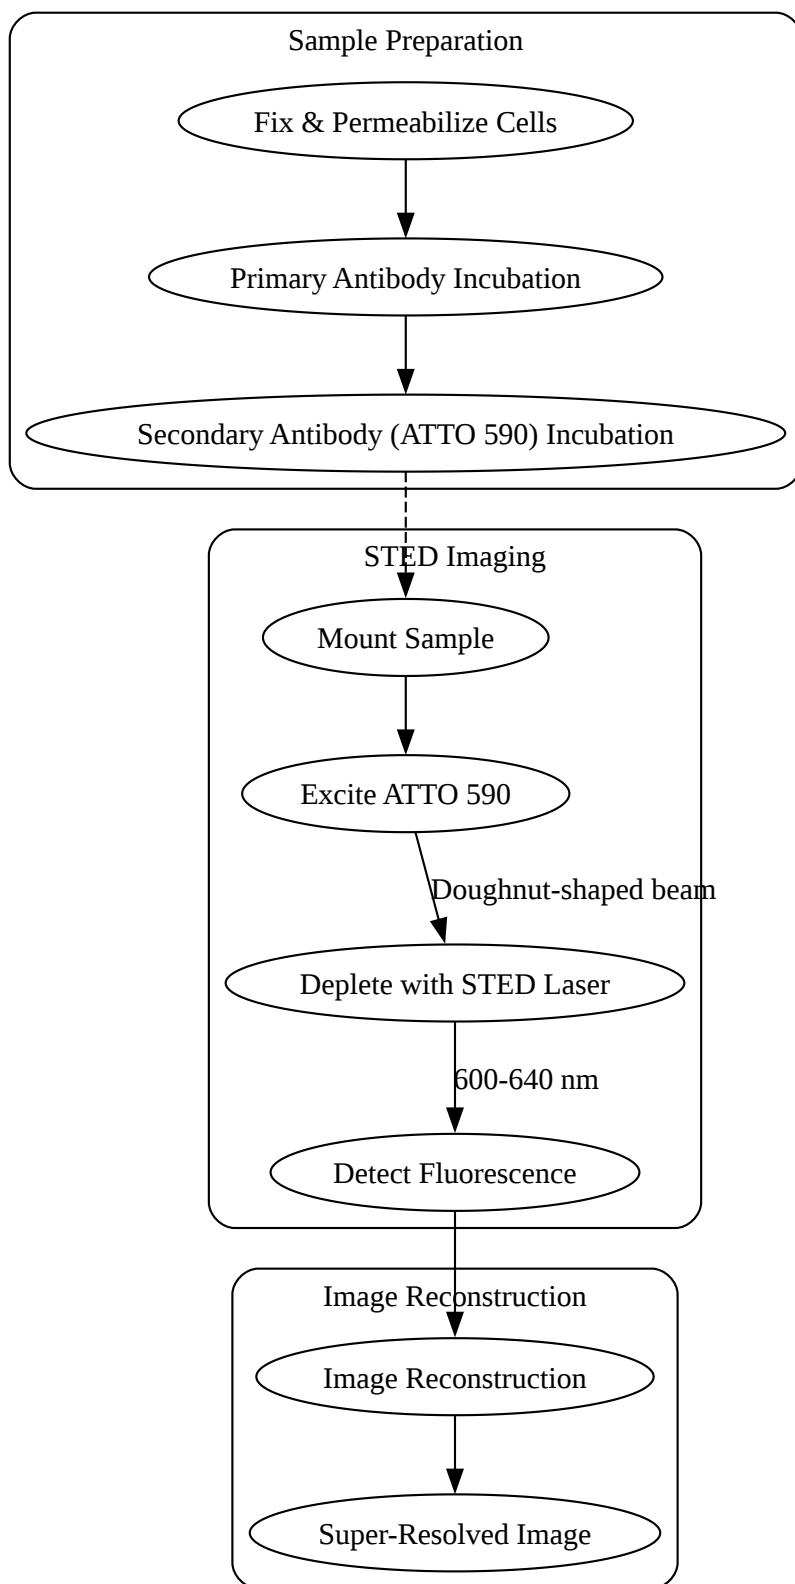 Sample Preparation
Fix & Permeabilize Cells
Primary Antibody Incubation
Secondary Antibody (ATTO 590) Incubation
STED Imaging
Mount Sample
Excite ATTO 590
Doughnut-shaped beam
Deplete with STED Laser
600-640 nm
Detect Fluorescence
Image Reconstruction
Image Reconstruction
Super-Resolved Image